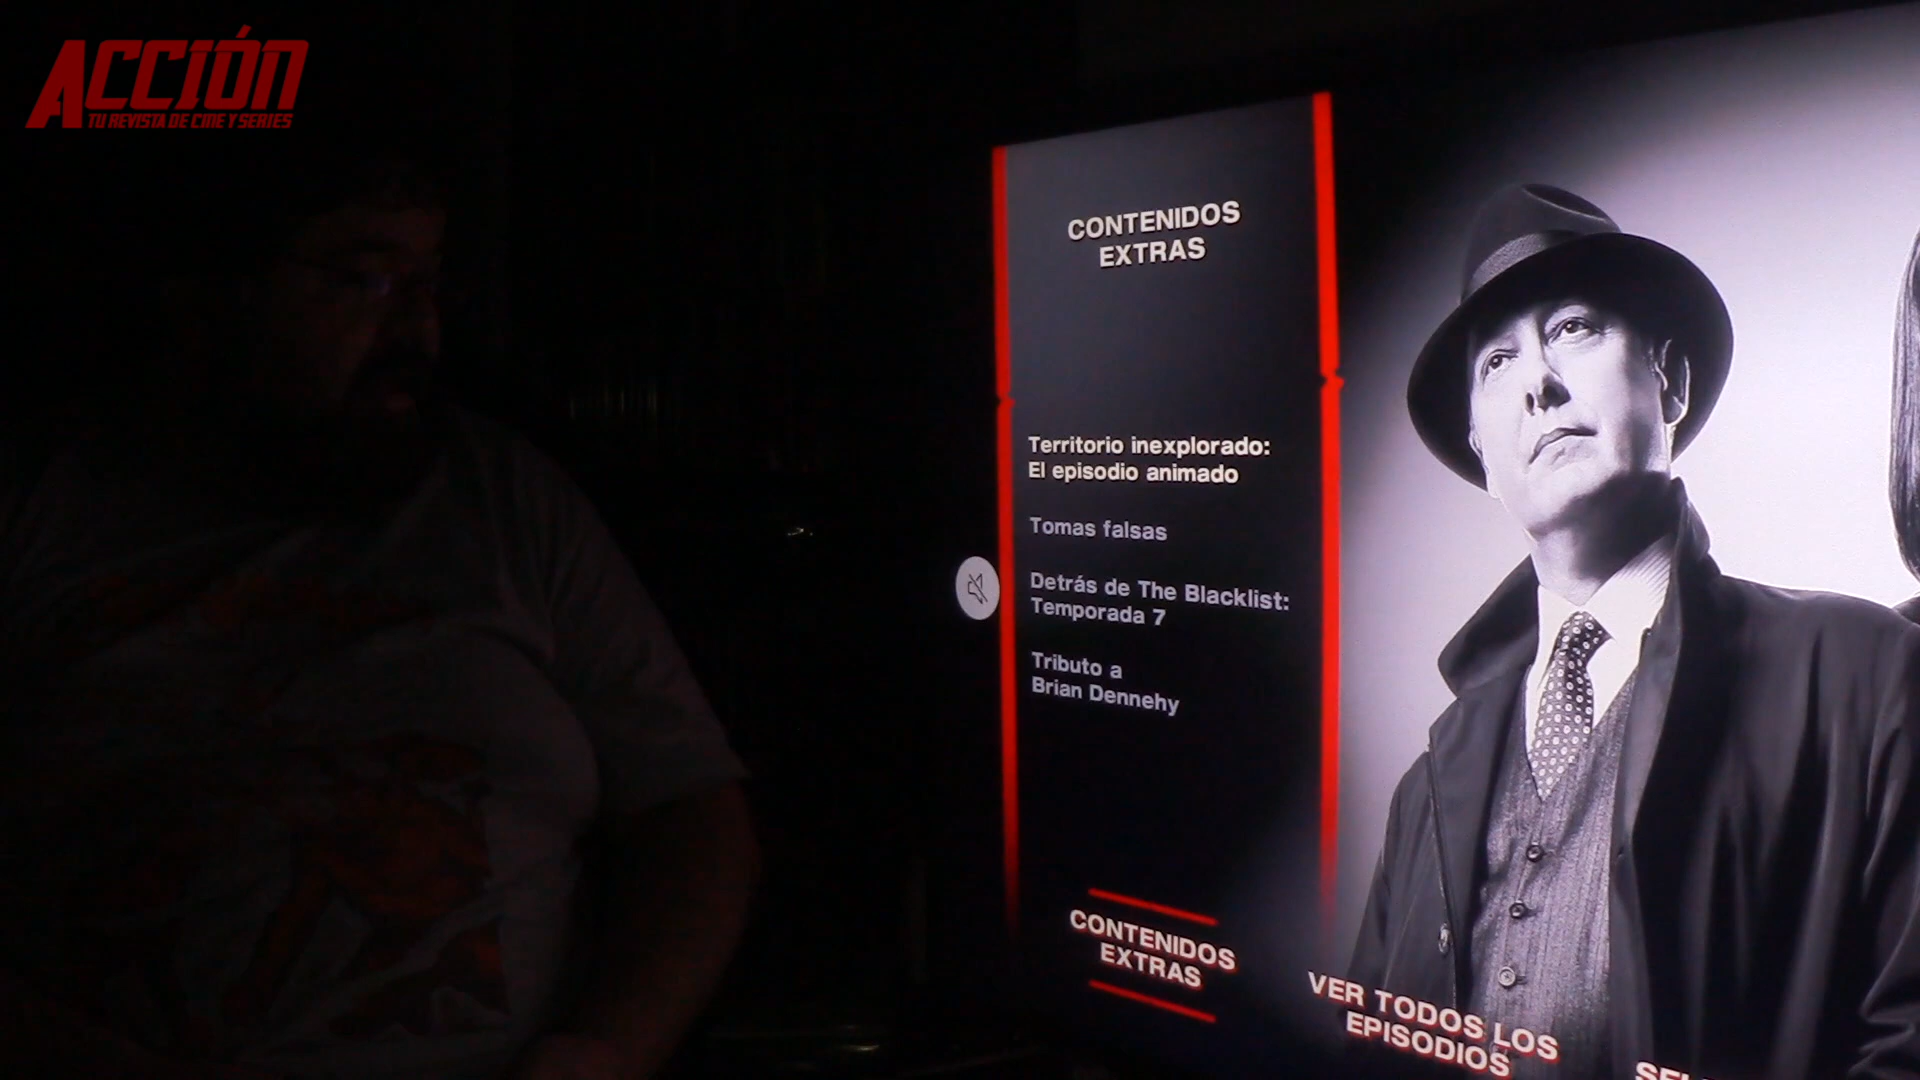 ACCIÓN
TU REVISTA DE CINE Y SERIES
CONTENIDOS
EXTRAS
Territorio inexplorado:
El episodio animado
Tomas falsas
Detrás de The Blacklist:
Temporada 7
Tributo a
Brian Dennehy
CONTENIDOS
EXTRAS
VER TODOS LOS
EPISODIOS